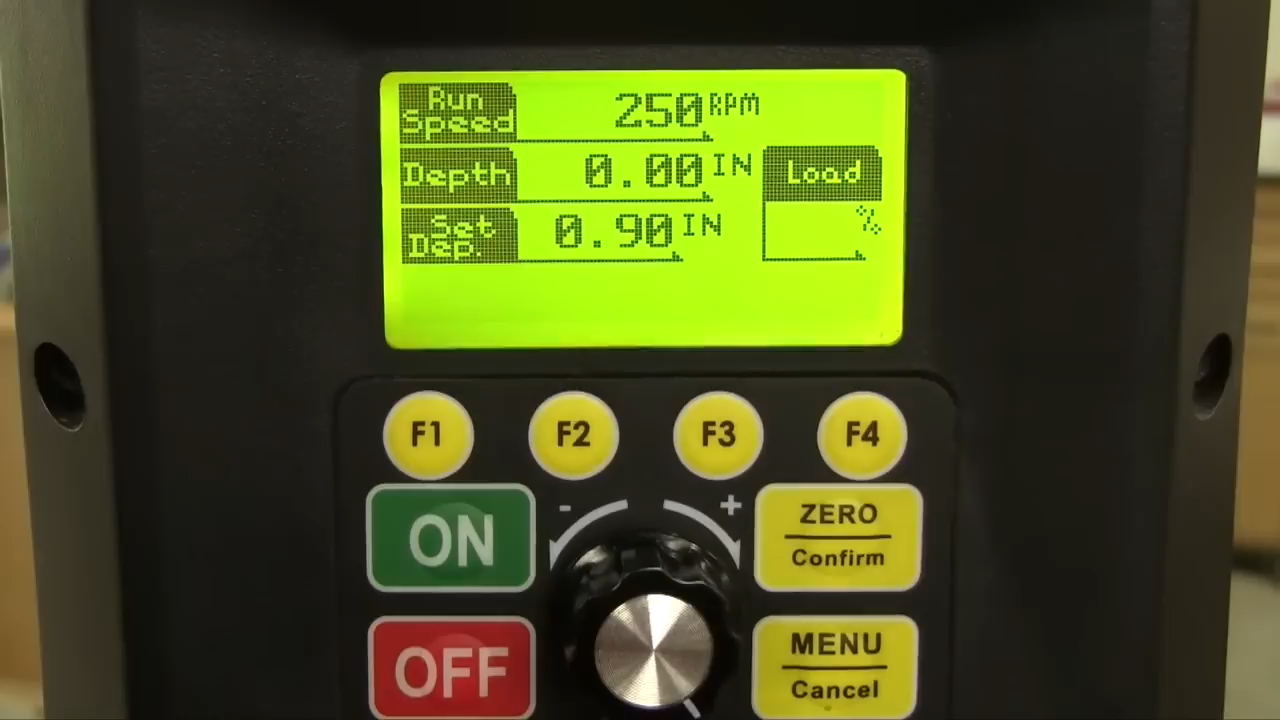 Run Speed 250 RPM
Depth 0.00 IN
Load
Set Dep. 0.90 IN
%
F1 F2 F3 F4
- +
ON
ZERO
Confirm
OFF
MENU
Cancel